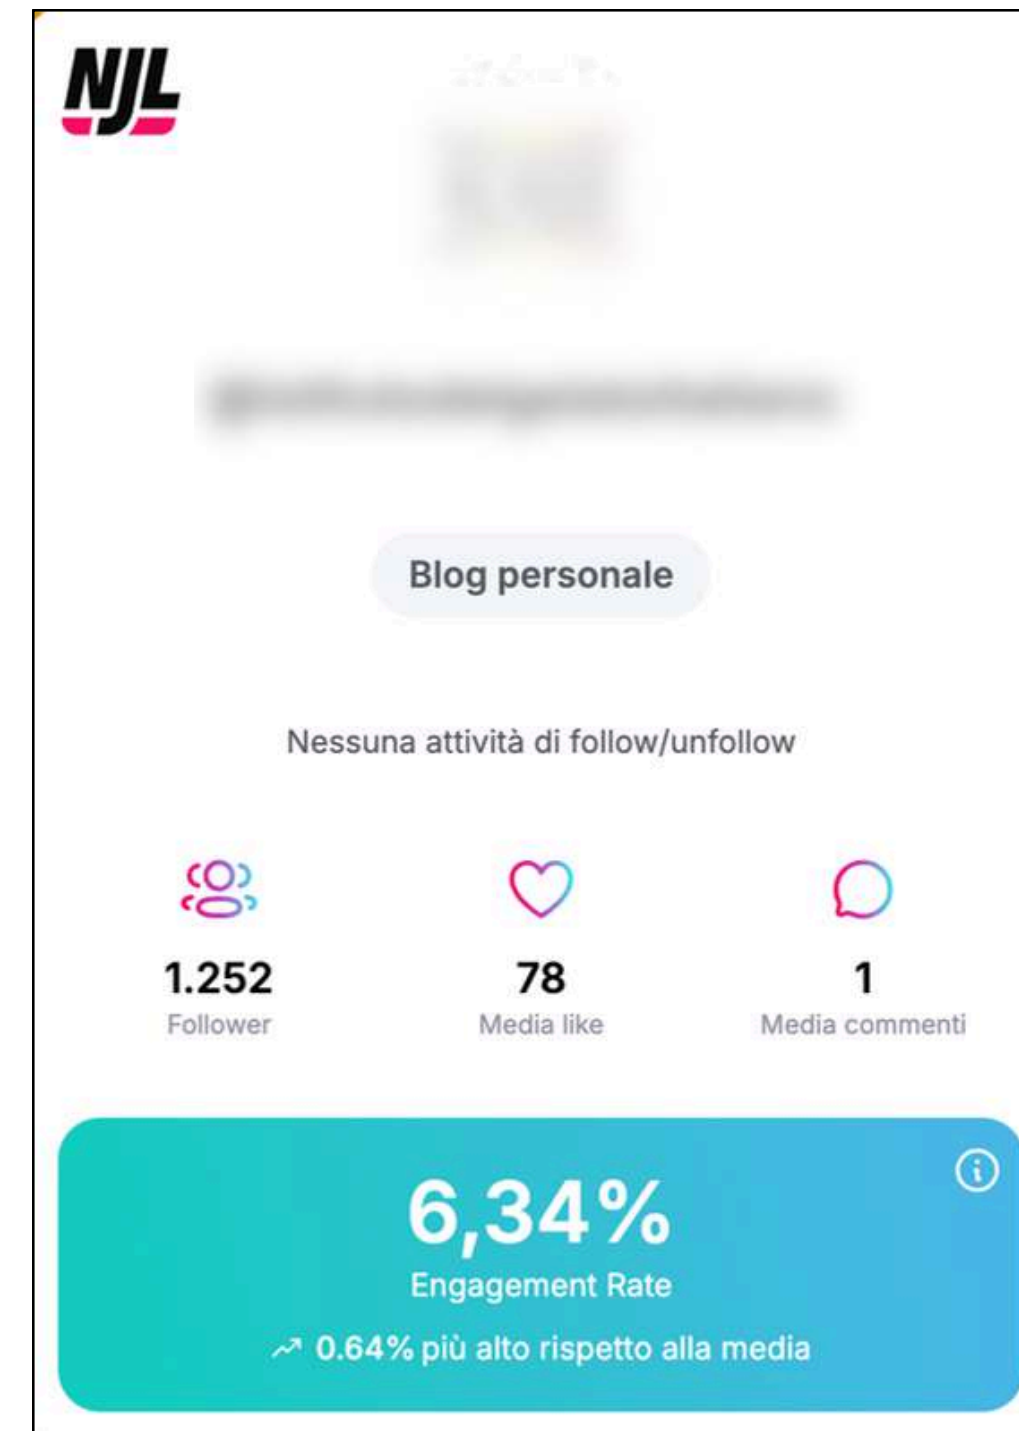 NJL
Blog personale
Nessuna attività di follow/unfollow
1.252
Follower
78
Media like
1
Media commenti
6,34%
Engagement Rate
0.64% più alto rispetto alla media